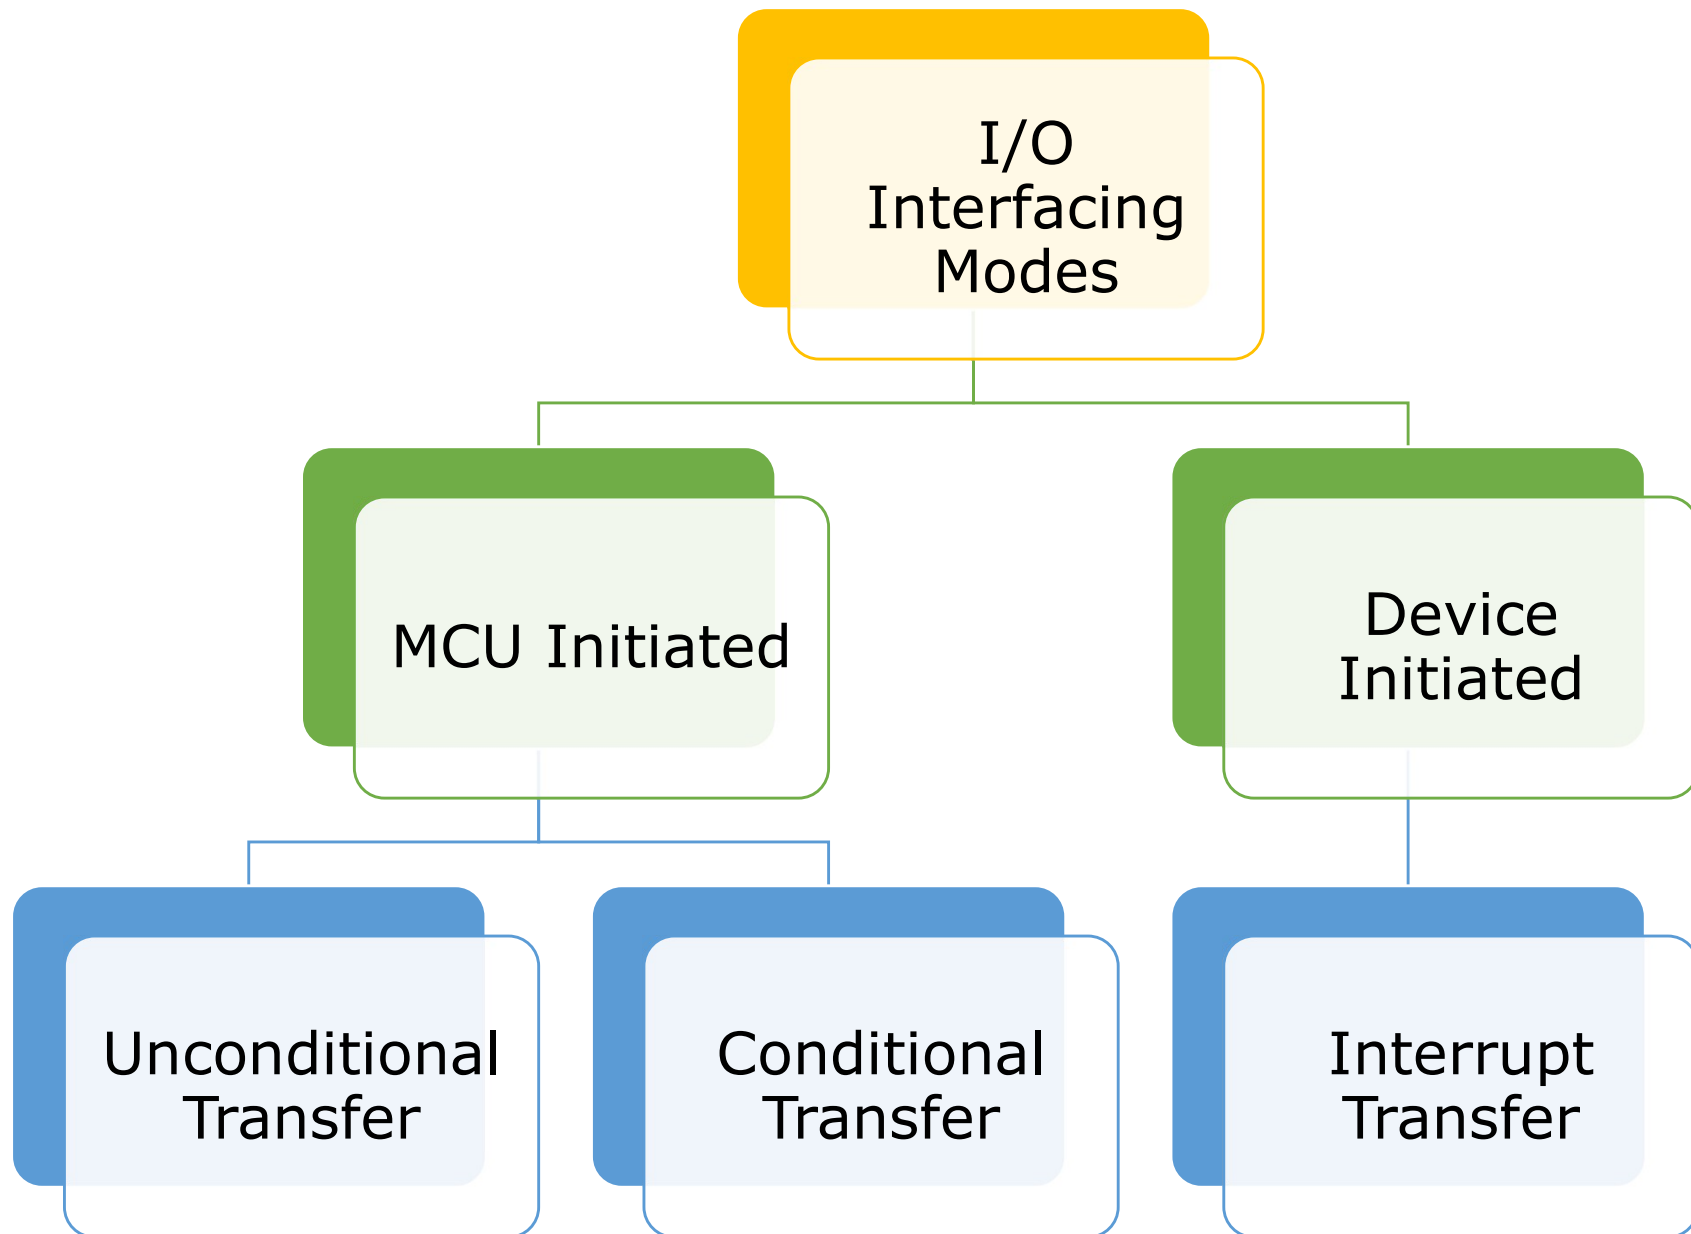 I/O
Interfacing
Modes
MCU Initiated
Device
Initiated
Unconditional
Transfer
Conditional
Transfer
Interrupt
Transfer